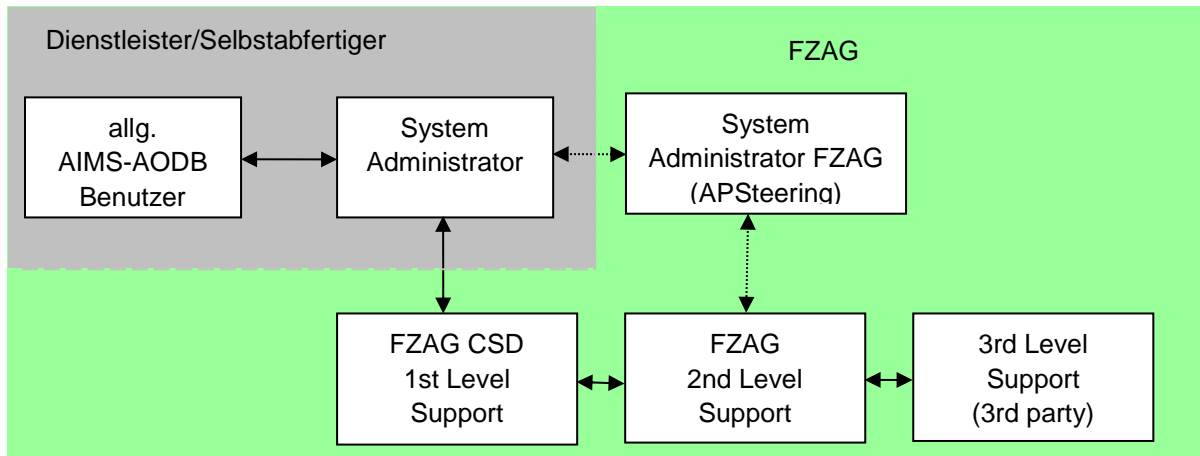 Dienstleister/Selbstabfertiger
FZAG
allg.
AIMS-AODB
Benutzer
System
Administrator
System
Administrator FZAG
(APSteering)
FZAG CSD
1st Level
Support
FZAG
2nd Level
Support
3rd Level
Support
(3rd party)